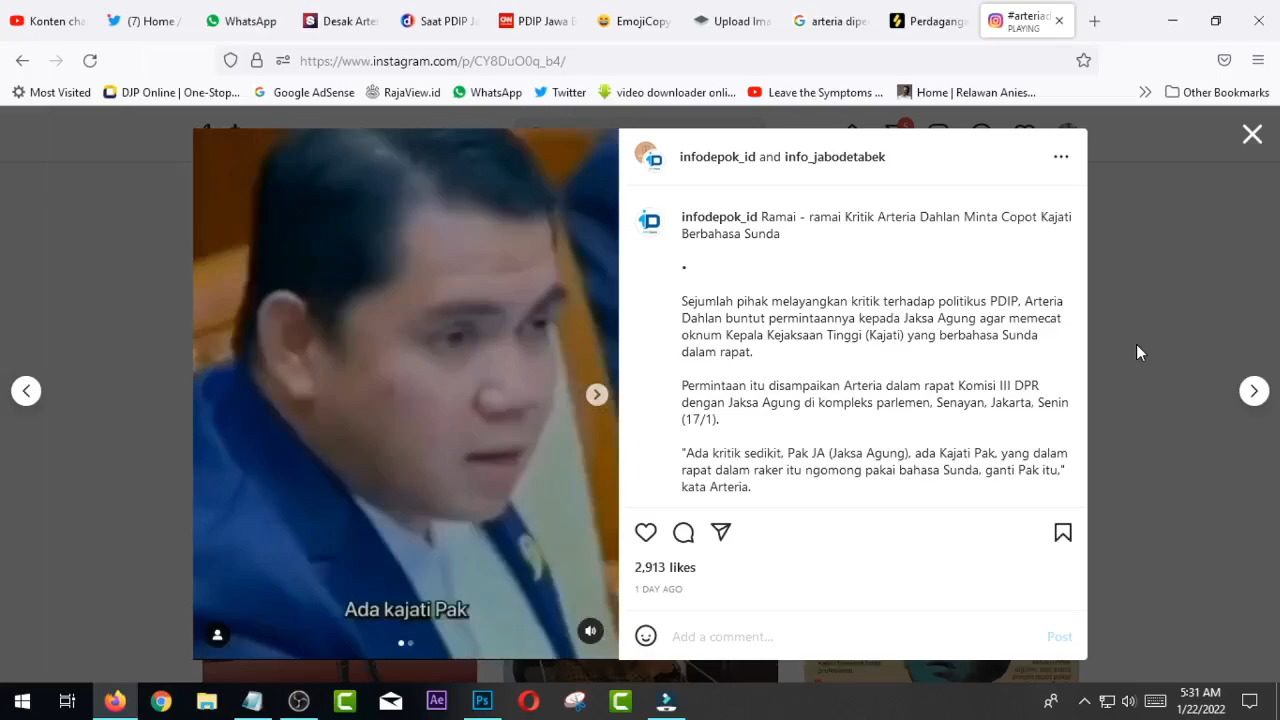 Konten cha
(7) Home /
WhatsApp
Desak Arte
Saat PDIP J
PDIP Jawa B
EmojiCopy
Upload Ima
arteria dipe
Perdagang
#arteriad
PLAYING
https://www.instagram.com/p/CY8DuO0q_b4/
Most Visited
DJP Online | One-Stop...
Google AdSense
RajaView.id
WhatsApp
Twitter
video downloader onli...
Leave the Symptoms ...
Home | Relawan Anies...
Other Bookmarks
infodepok_id and info_jabodetabek
infodepok_id Ramai - ramai Kritik Arteria Dahlan Minta Copot Kajati
Berbahasa Sunda
•
Sejumlah pihak melayangkan kritik terhadap politikus PDIP, Arteria
Dahlan buntut permintaannya kepada Jaksa Agung agar memecat
oknum Kepala Kejaksaan Tinggi (Kajati) yang berbahasa Sunda
dalam rapat.
Permintaan itu disampaikan Arteria dalam rapat Komisi III DPR
dengan Jaksa Agung di kompleks parlemen, Senayan, Jakarta, Senin
(17/1).
"Ada kritik sedikit, Pak JA (Jaksa Agung), ada Kajati Pak, yang dalam
rapat dalam raker itu ngomong pakai bahasa Sunda, ganti Pak itu,"
kata Arteria.
2,913 likes
1 DAY AGO
Add a comment...
Post
Ada kajati Pak
Ae
Ps
5:31 AM
1/22/2022